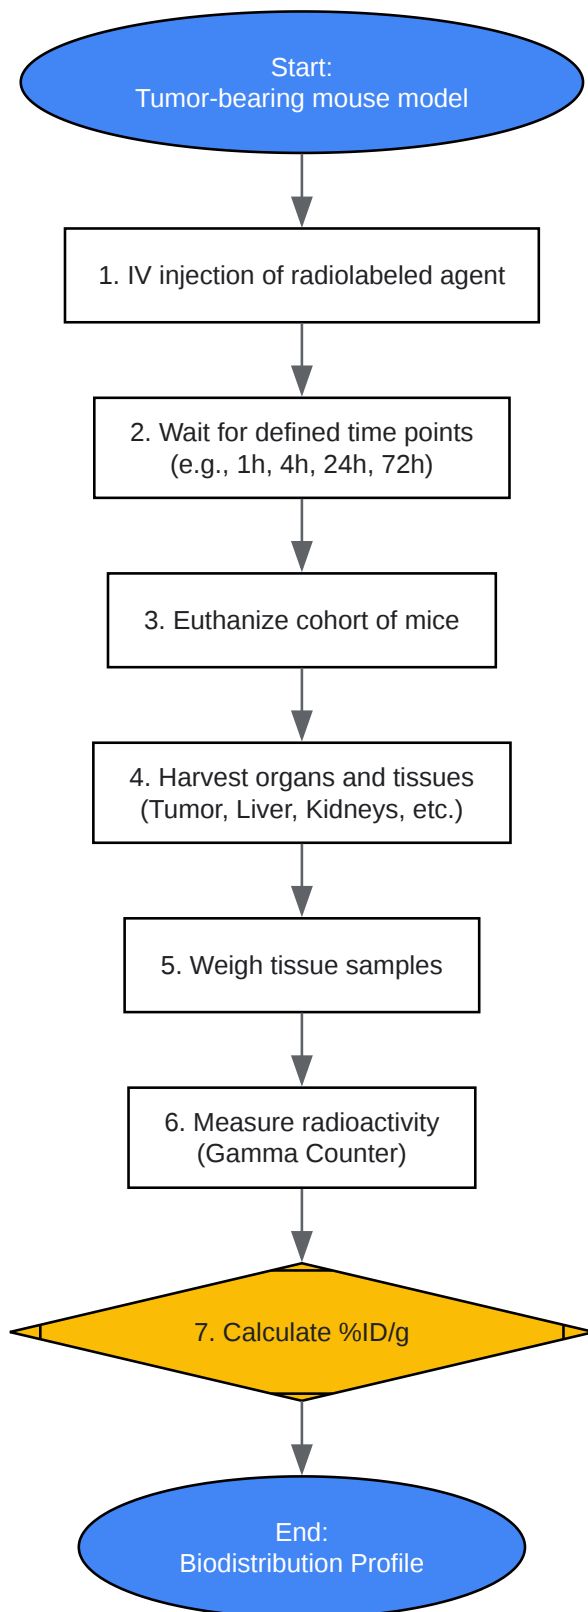 Start:
Tumor-bearing mouse model
1. IV injection of radiolabeled agent
2. Wait for defined time points
(e.g., 1h, 4h, 24h, 72h)
3. Euthanize cohort of mice
4. Harvest organs and tissues
(Tumor, Liver, Kidneys, etc.)
5. Weigh tissue samples
6. Measure radioactivity
(Gamma Counter)
7. Calculate %ID/g
End:
Biodistribution Profile